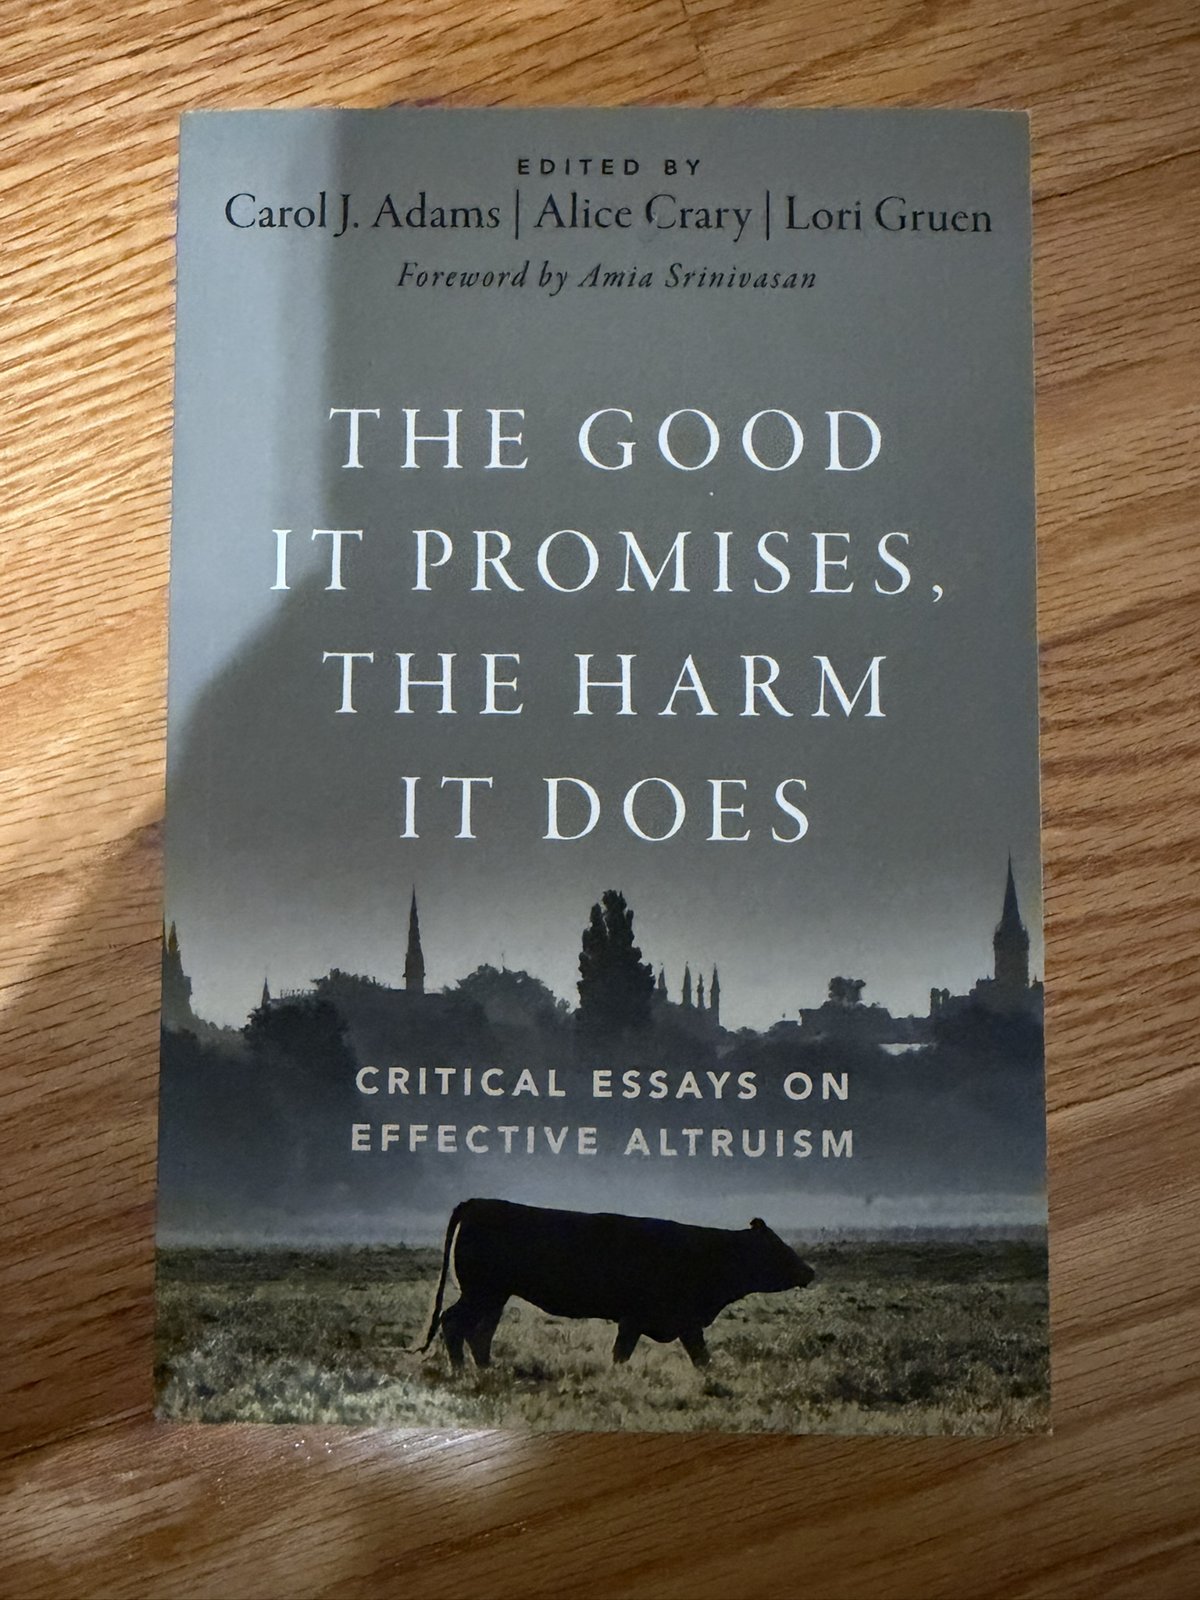 EDITED BY
Carol J. Adams | Alice Crary | Lori Gruen
Foreword by Amia Srinivasan
THE GOOD
IT PROMISES,
THE HARM
IT DOES
CRITICAL ESSAYS ON
EFFECTIVE ALTRUISM